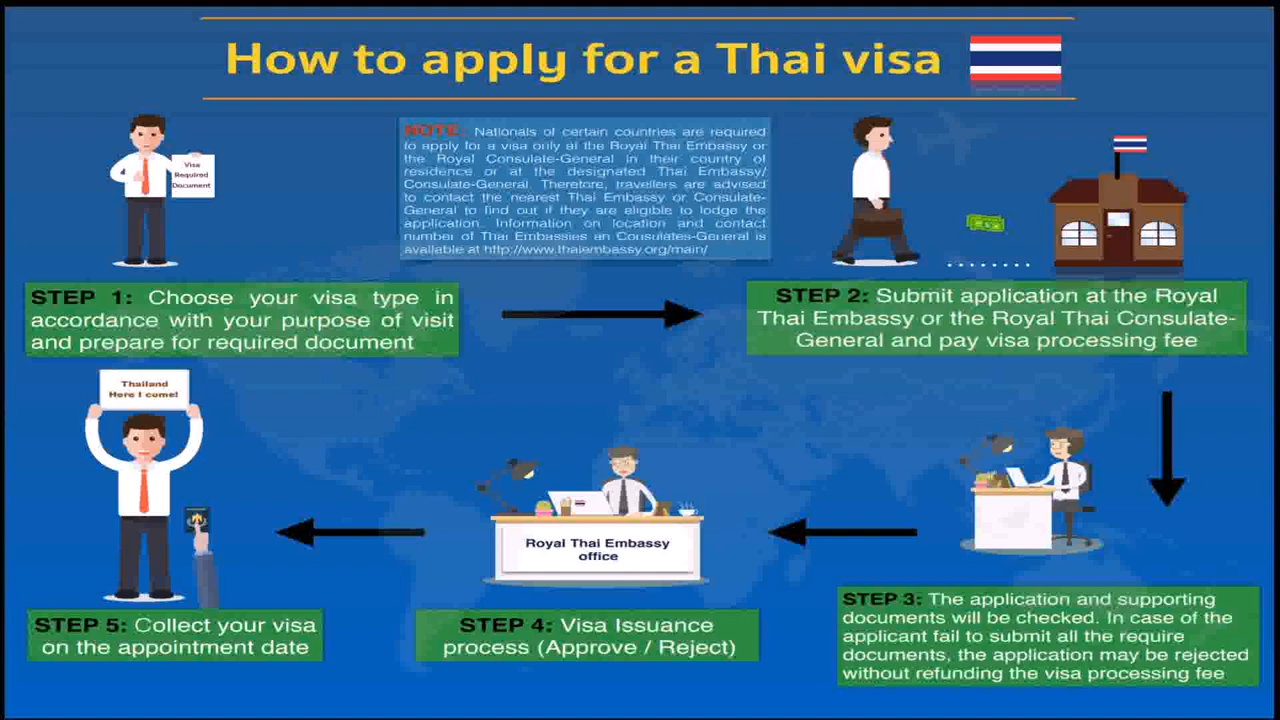 How to apply for a Thai visa
Visa
Required
Document
NOTE: Nationals of certain countries are required
to apply for a visa only at the Royal Thai Embassy or
the Royal Consulate-General in their country of
residence or at the designated Thai Embassy/
Consulate-General. Therefore, travellers are advised
to contact the nearest Thai Embassy or Consulate-
General to find out if they are eligible to lodge the
application. Information on location and contact
number of Thai Embassies an Consulates-General is
available at http://www.thaiembassy.org/main/
STEP 1: Choose your visa type in
accordance with your purpose of visit
and prepare for required document
STEP 2: Submit application at the Royal
Thai Embassy or the Royal Thai Consulate-
General and pay visa processing fee
STEP 3: The application and supporting
documents will be checked. In case of the
applicant fail to submit all the require
documents, the application may be rejected
without refunding the visa processing fee
Royal Thai Embassy
office
STEP 4: Visa Issuance
process (Approve / Reject)
Thailand
Here I come!
STEP 5: Collect your visa
on the appointment date